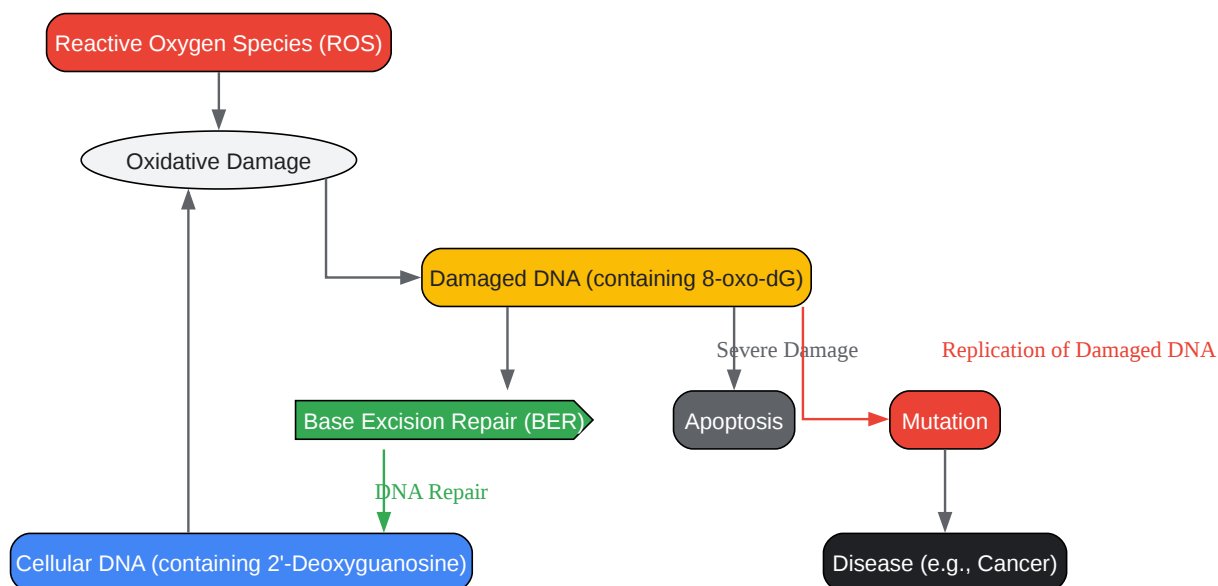 Reactive Oxygen Species (ROS)
Oxidative Damage
Damaged DNA (containing 8-oxo-dG)
Severe Damage
Replication of Damaged DNA
Base Excision Repair (BER)
Apoptosis
Mutation
DNA Repair
Cellular DNA (containing 2'-Deoxyguanosine)
Disease (e.g., Cancer)